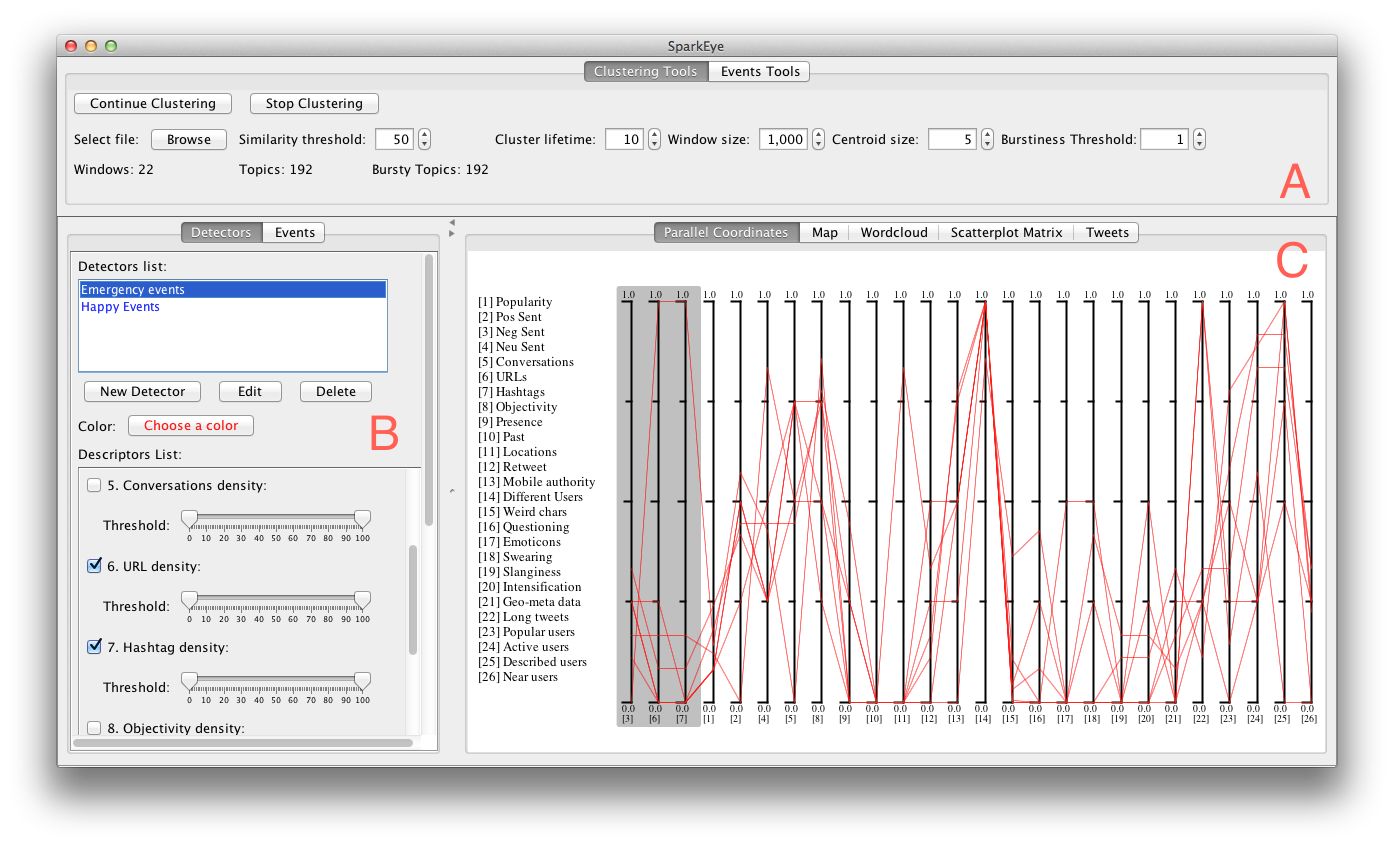 SparkEye
Clustering Tools Events Tools
Continue Clustering Stop Clustering
Select file: Browse Similarity threshold: 50 Cluster lifetime: 10 Window size: 1,000 Centroid size: 5 Burstiness Threshold: 1
Windows: 22 Topics: 192 Bursty Topics: 192
A
Detectors Events
Detectors list:
Emergency events
Happy Events
New Detector Edit Delete
Color: Choose a color
B
Descriptors List:
5. Conversations density:
Threshold:
0 10 20 30 40 50 60 70 80 90 100
6. URL density:
Threshold:
0 10 20 30 40 50 60 70 80 90 100
7. Hashtag density:
Threshold:
0 10 20 30 40 50 60 70 80 90 100
8. Objectivity density:
Parallel Coordinates Map Wordcloud Scatterplot Matrix Tweets
C
1.0 1.0 1.0 1.0 1.0 1.0 1.0 1.0 1.0 1.0 1.0 1.0 1.0 1.0 1.0 1.0 1.0 1.0 1.0 1.0 1.0 1.0 1.0 1.0 1.0 1.0
[1] Popularity
[2] Pos Sent
[3] Neg Sent
[4] Neu Sent
[5] Conversations
[6] URLs
[7] Hashtags
[8] Objectivity
[9] Presence
[10] Past
[11] Locations
[12] Retweet
[13] Mobile authority
[14] Different Users
[15] Weird chars
[16] Questioning
[17] Emoticons
[18] Swearing
[19] Slanginess
[20] Intensification
[21] Geo-meta data
[22] Long tweets
[23] Popular users
[24] Active users
[25] Described users
[26] Near users
0.0 0.0 0.0 0.0 0.0 0.0 0.0 0.0 0.0 0.0 0.0 0.0 0.0 0.0 0.0 0.0 0.0 0.0 0.0 0.0 0.0 0.0 0.0 0.0 0.0 0.0
[3] [6] [7] [1] [2] [4] [5] [8] [9] [10] [11] [12] [13] [14] [15] [16] [17] [18] [19] [20] [21] [22] [23] [24] [25] [26]